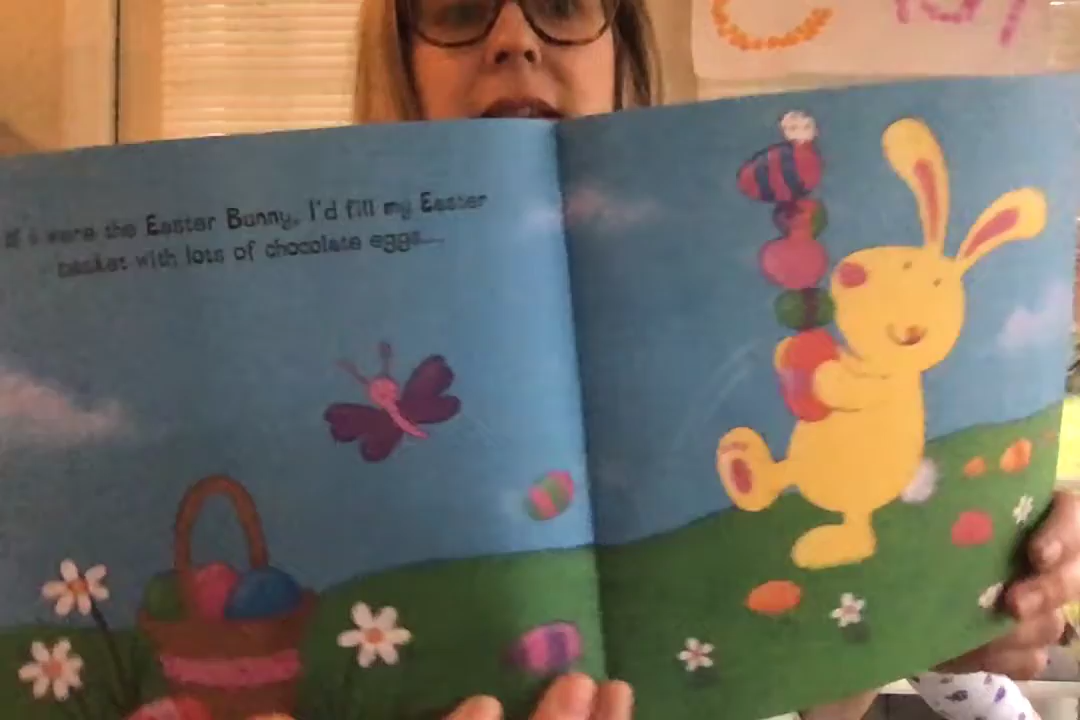 If I were the Easter Bunny, I'd fill my Easter
basket with lots of chocolate eggs...